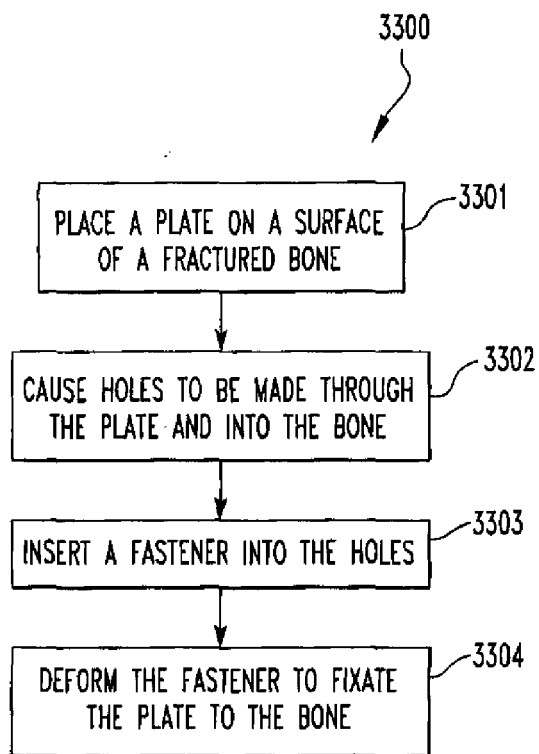 3300
PLACE A PLATE ON A SURFACE
OF A FRACTURED BONE
3301
CAUSE HOLES TO BE MADE THROUGH
THE PLATE AND INTO THE BONE
3302
INSERT A FASTENER INTO THE HOLES
3303
DEFORM THE FASTENER TO FIXATE
THE PLATE TO THE BONE
3304